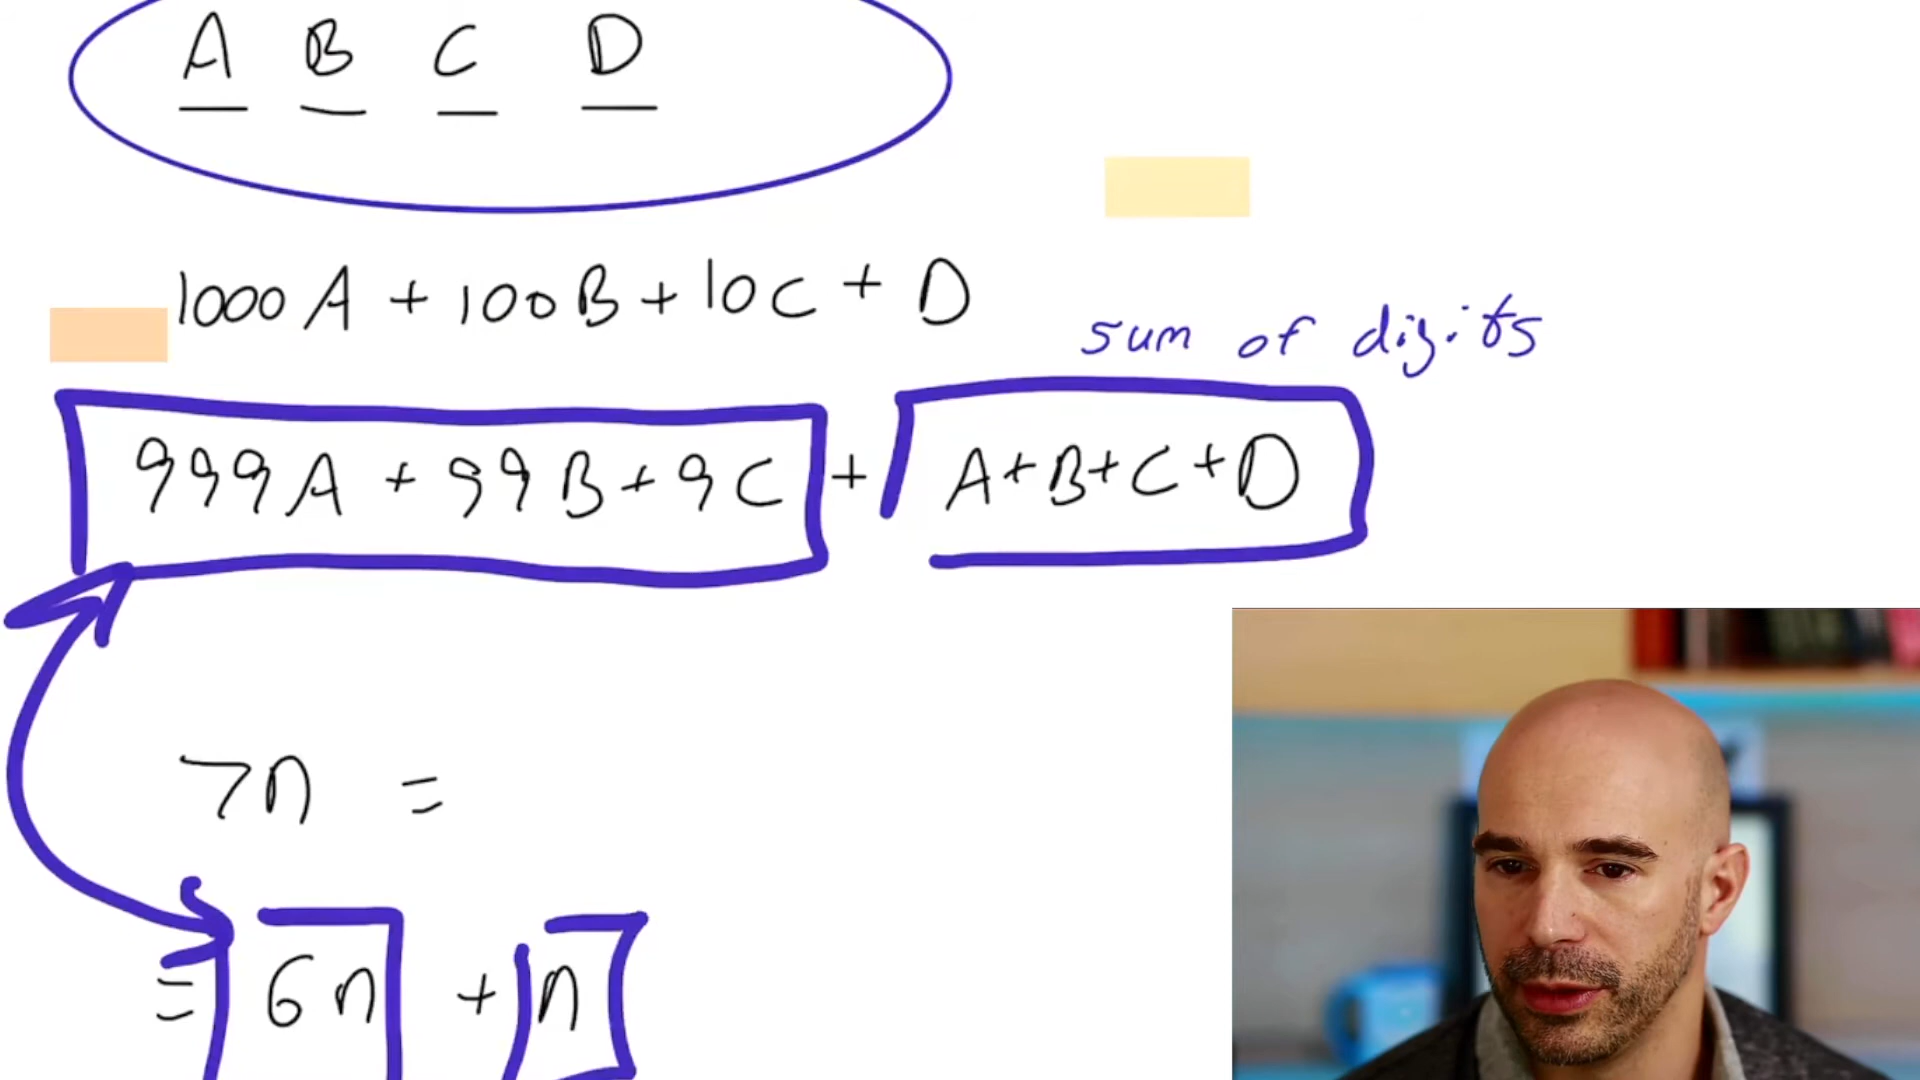 A B C D
1000A + 100B + 10C + D
sum of digits
999A + 99B + 9C + A+B+C+D
7n =
= 6n + n